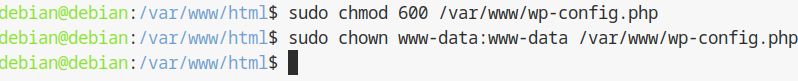 debian@debian:/var/www/html$ sudo chmod 600 /var/www/wp-config.php
debian@debian:/var/www/html$ sudo chown www-data:www-data /var/www/wp-config.php
debian@debian:/var/www/html$